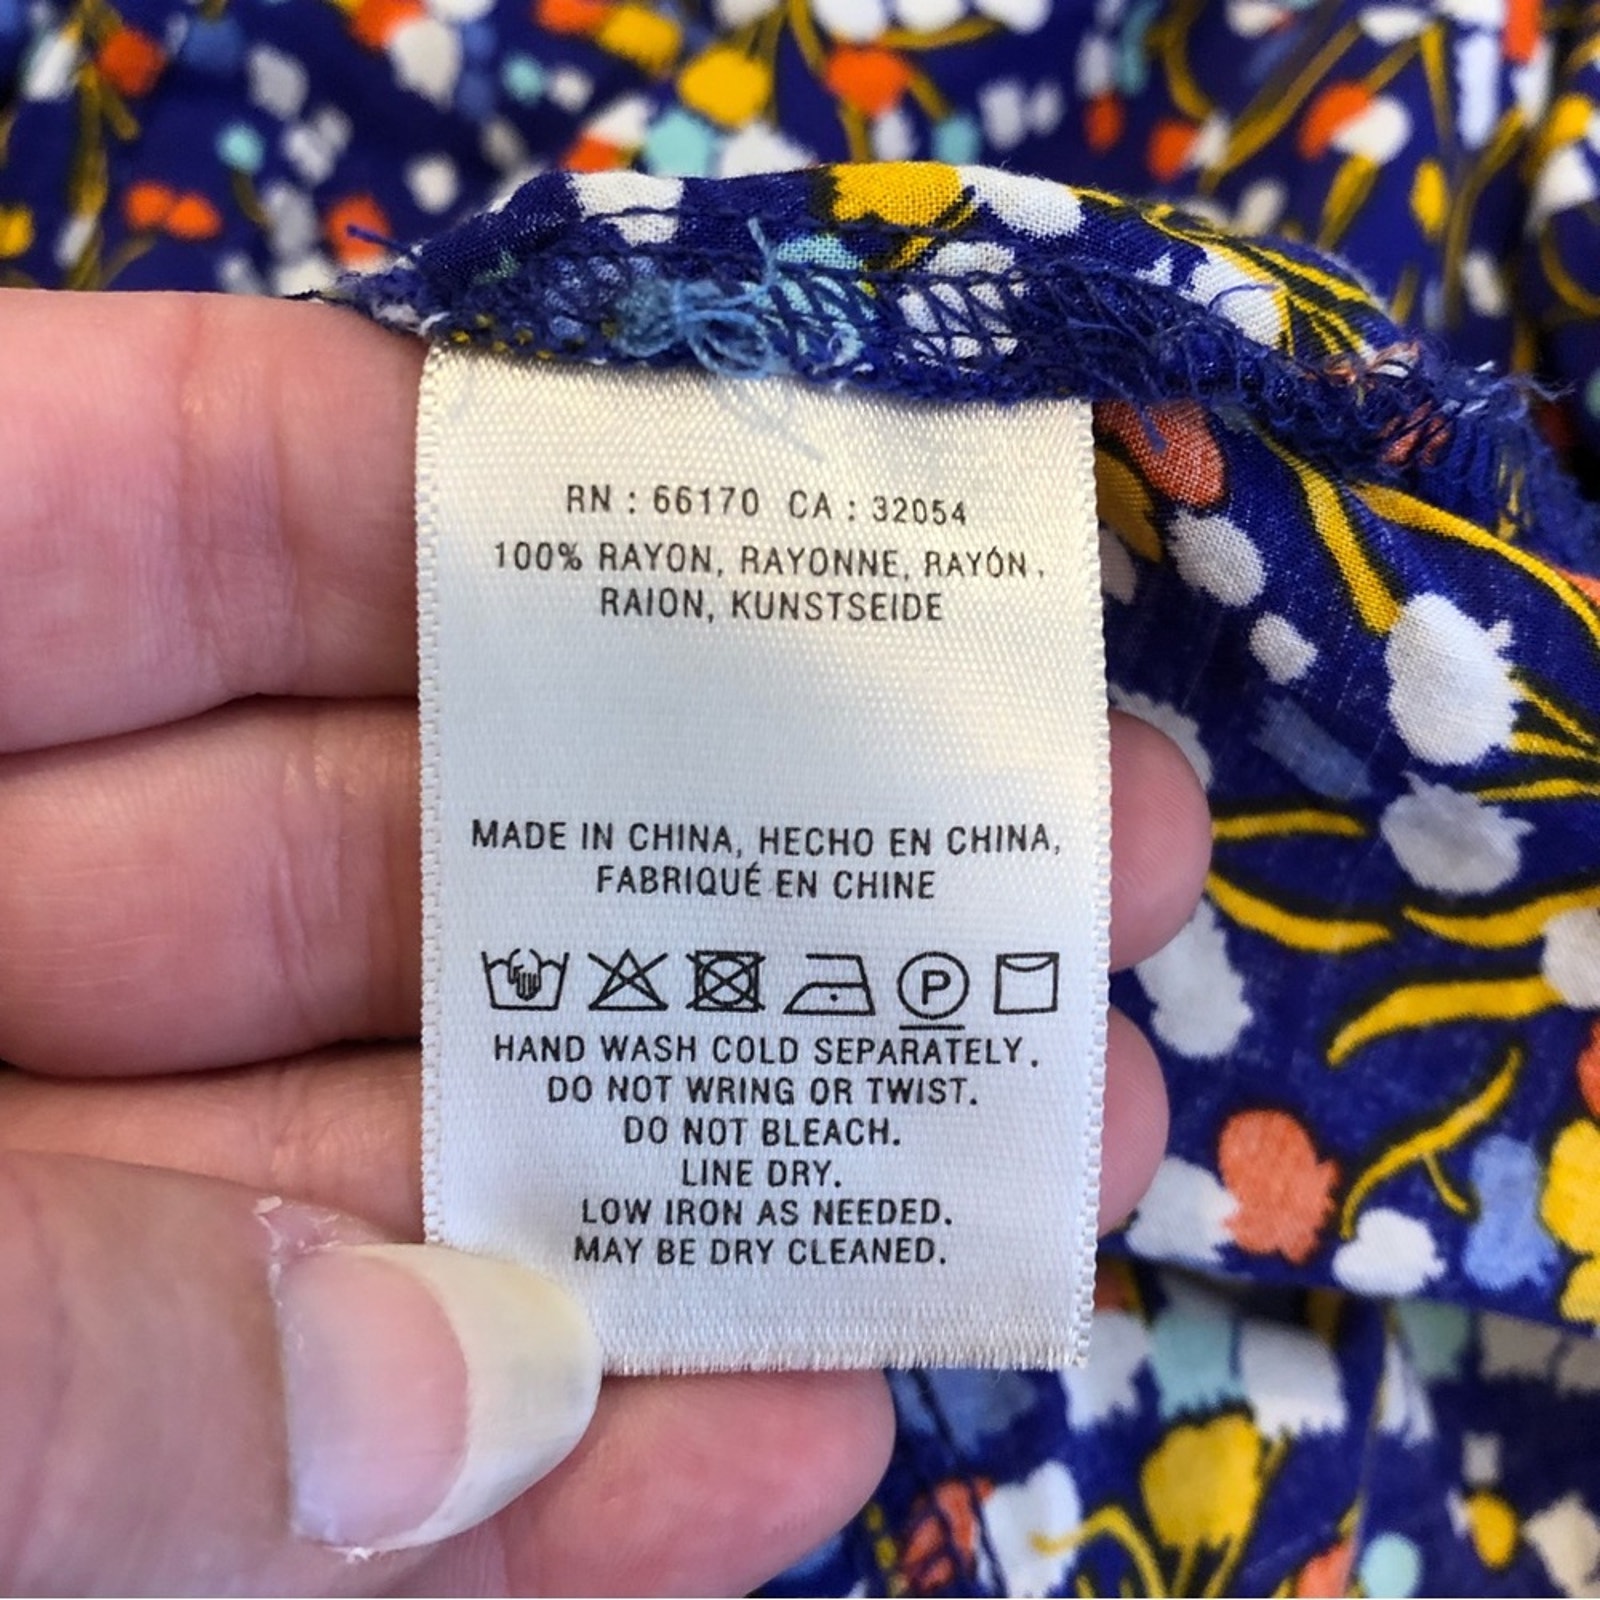 RN : 66170 CA : 32054
100% RAYON, RAYONNE, RAYÓN,
RAION, KUNSTSEIDE
MADE IN CHINA, HECHO EN CHINA,
FABRIQUÉ EN CHINE
P
HAND WASH COLD SEPARATELY.
DO NOT WRING OR TWIST.
DO NOT BLEACH.
LINE DRY.
LOW IRON AS NEEDED.
MAY BE DRY CLEANED.